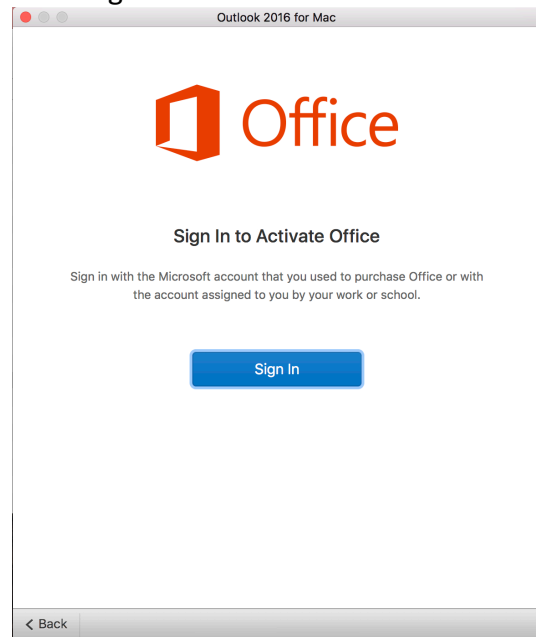 Outlook 2016 for Mac
Office
Sign In to Activate Office
Sign in with the Microsoft account that you used to purchase Office or with
the account assigned to you by your work or school.
Sign In
Back